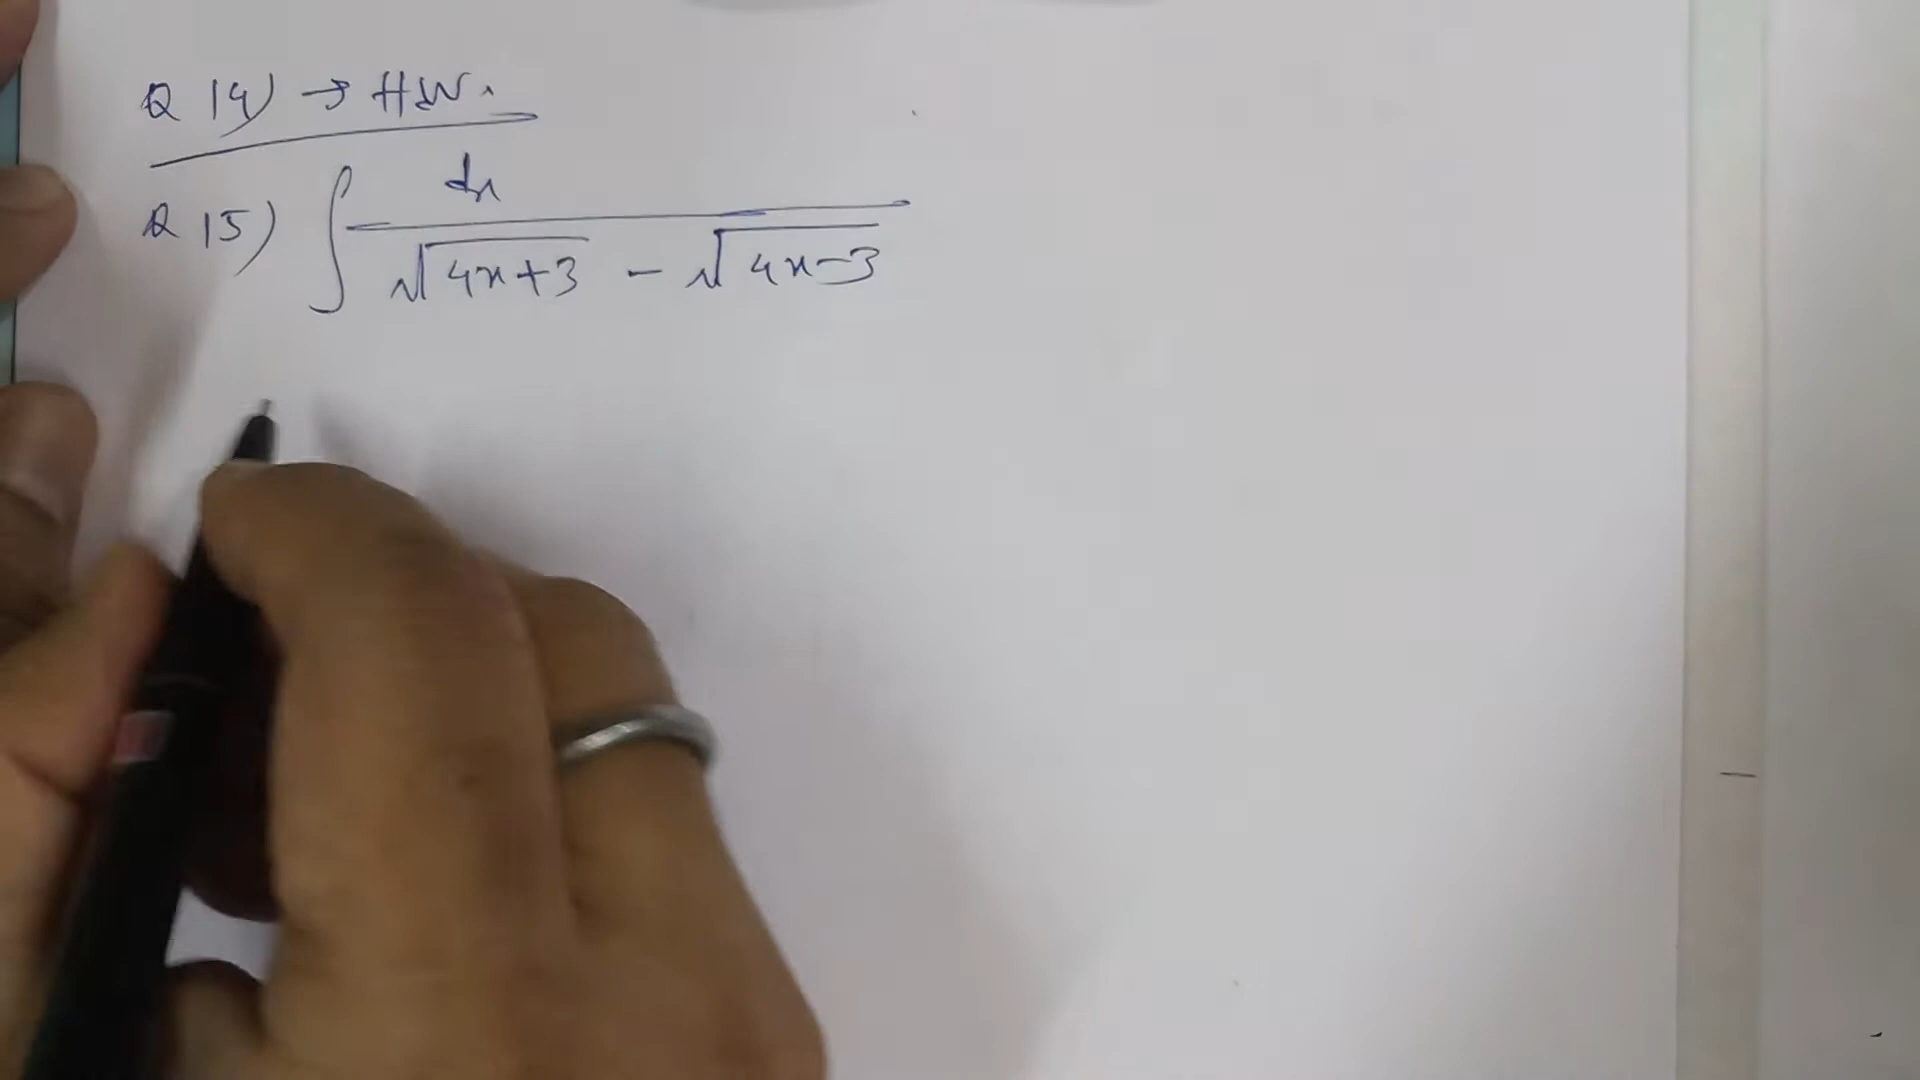 Q 14) → HW.
Q 15) ∫ dx / √(4x+3) - √(4x-3)